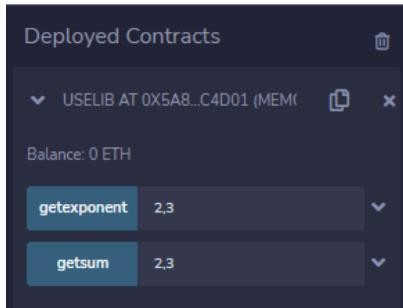 Deployed Contracts
USELIB AT 0X5A8...C4D01 (MEM
Balance: 0 ETH
getexponent 2,3
getsum 2,3